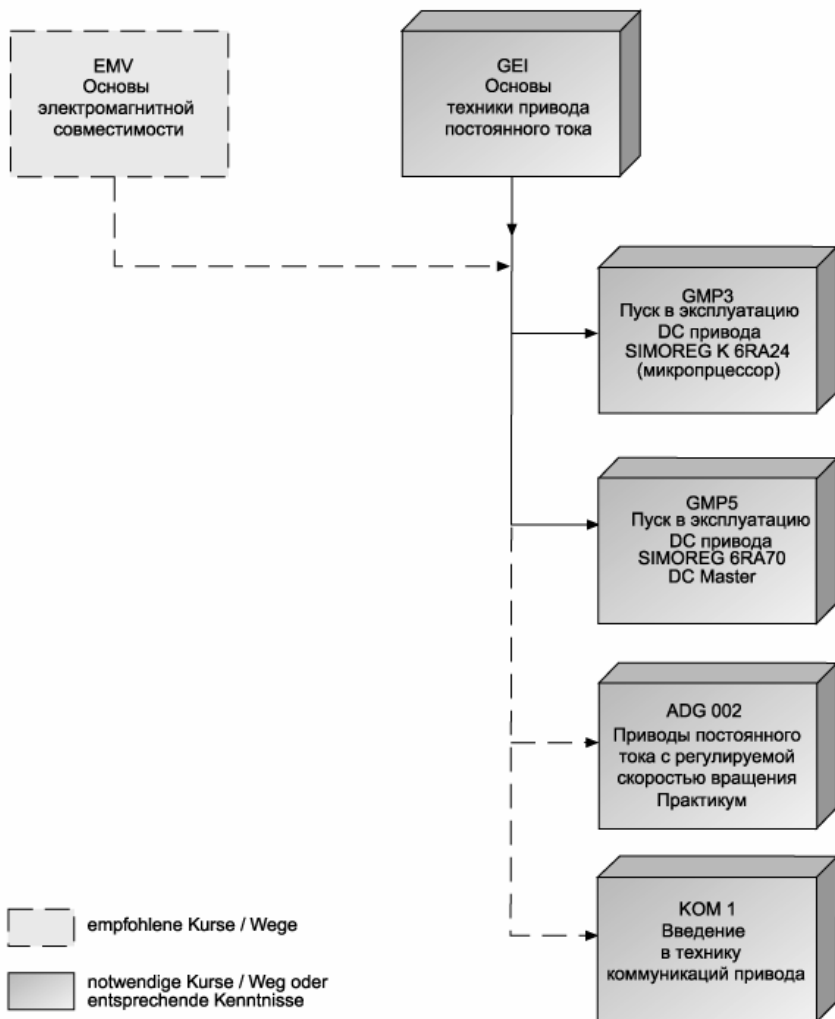 EMV
Основы
электромагнитной
совместимости
GEI
Основы
техники привода
постоянного тока
GMP3
Пуск в эксплуатацию
DC привода
SIMOREG K 6RA24
(микропрцессор)
GMP5
Пуск в эксплуатацию
DC привода
SIMOREG 6RA70
DC Master
ADG 002
Приводы постоянного
тока с регулируемой
скоростью вращения
Практикум
KOM 1
Введение
в технику
коммуникаций привода
empfohlene Kurse / Wege
notwendige Kurse / Weg oder
entsprechende Kenntnisse